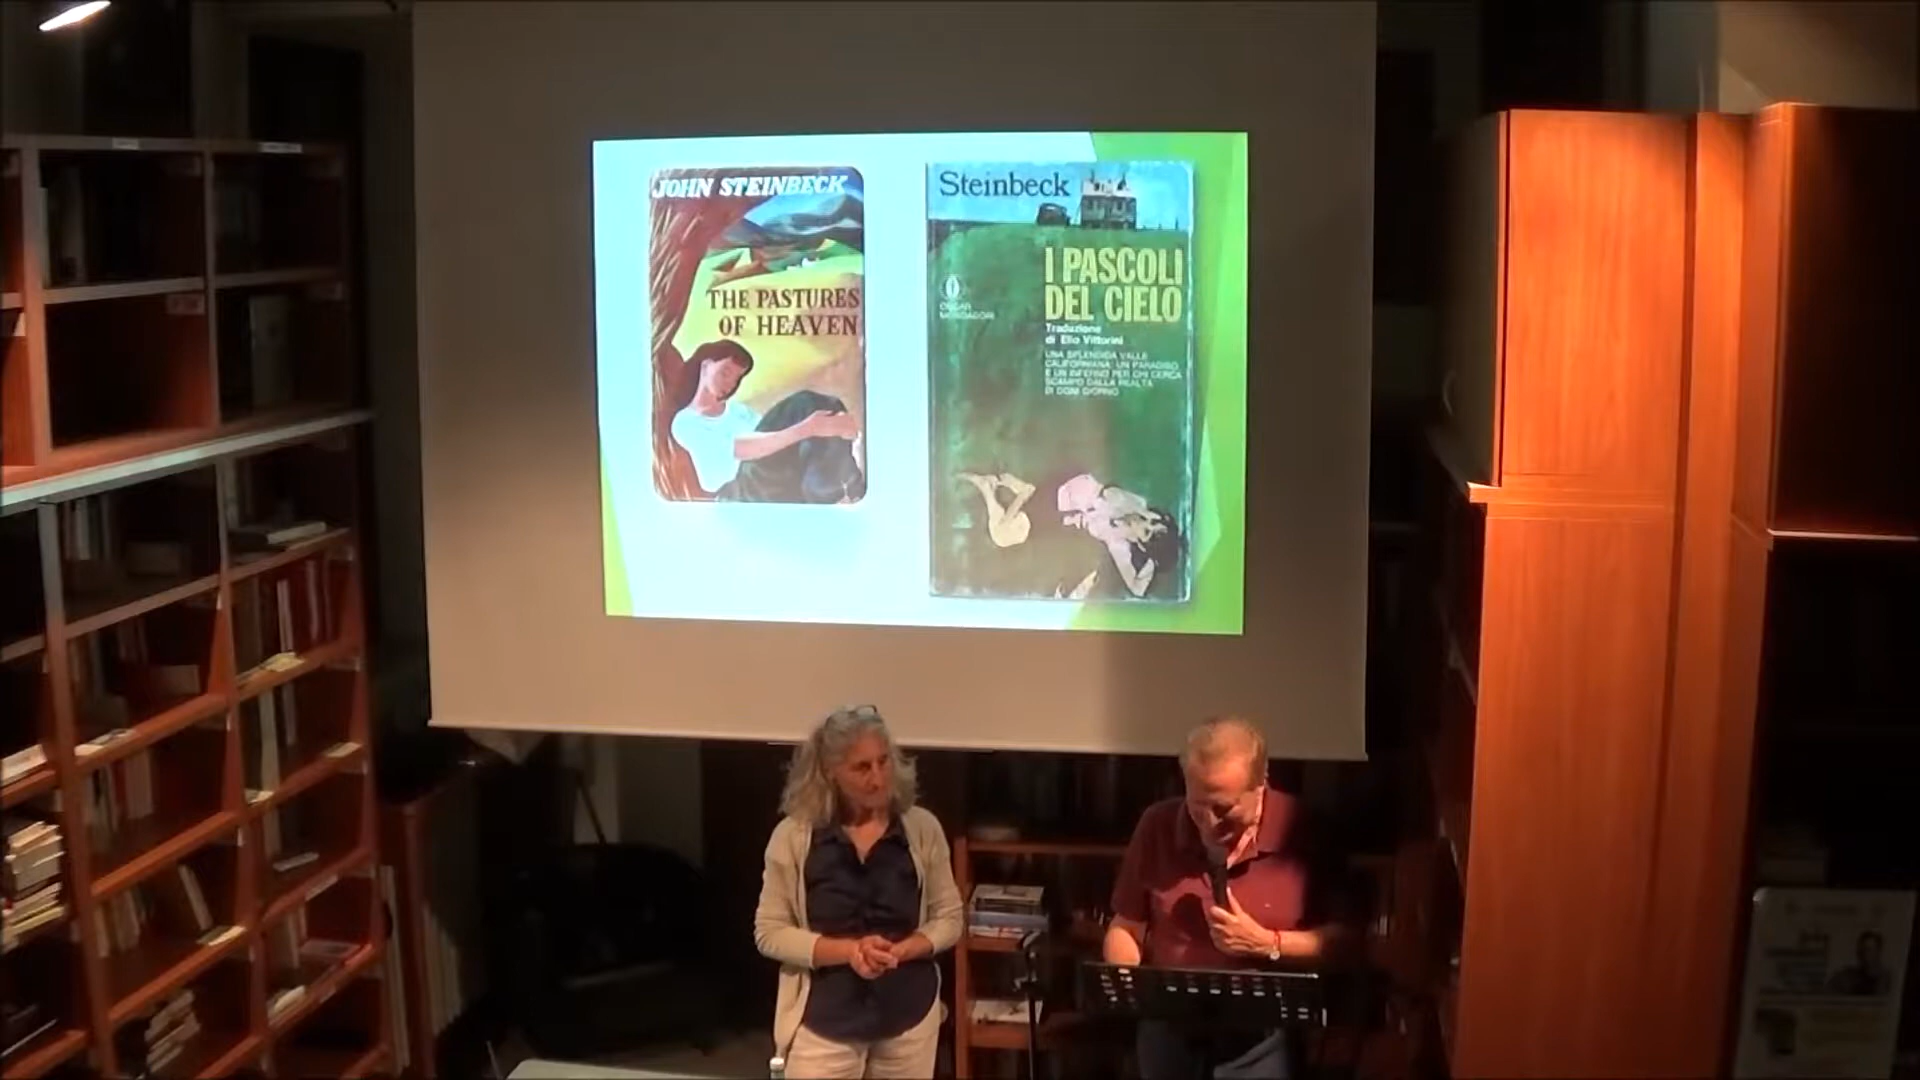 JOHN STEINBECK
THE PASTURES
OF HEAVEN
Steinbeck
I PASCOLI
DEL CIELO
OSCAR
MONDADORI
Traduzione
di Elio Vittorini
UNA SPLENDIDA VALLE
CALIFORNIANA: UN PARADISO
E UN INFERNO PER CHI CERCA
SCAMPO DALLA REALTÀ
DI OGNI GIORNO